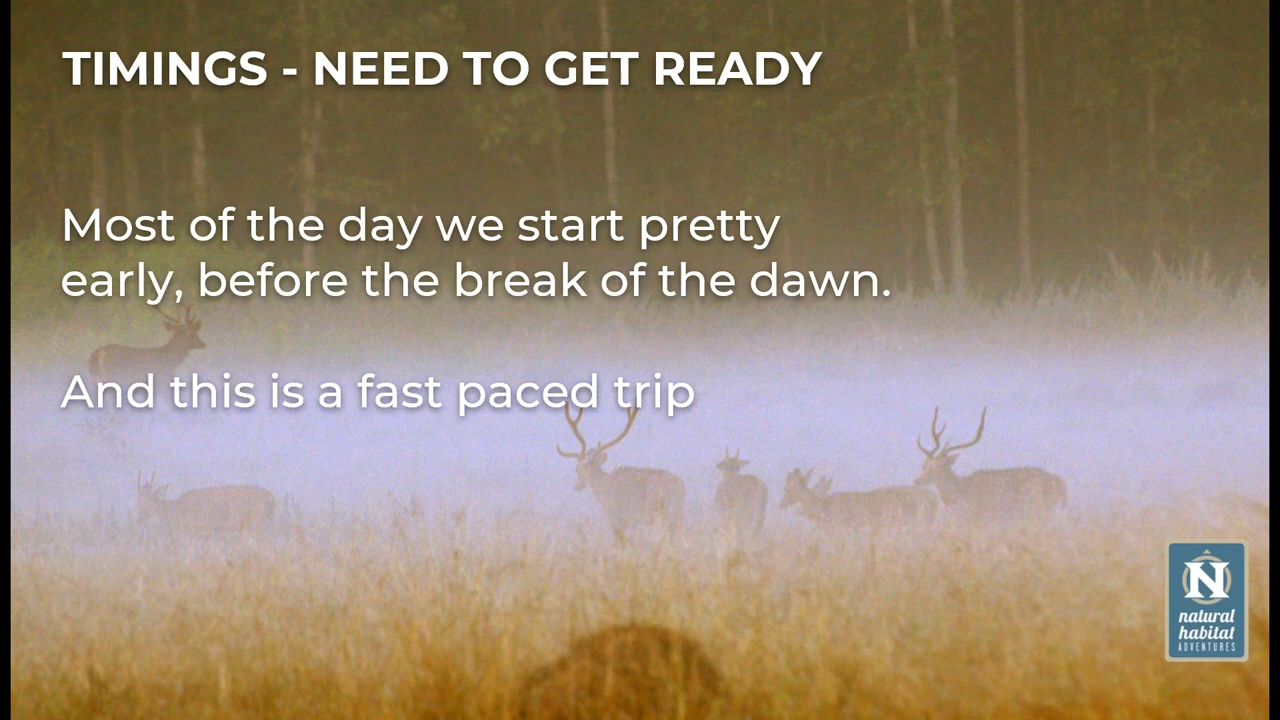 TIMINGS - NEED TO GET READY
Most of the day we start pretty
early, before the break of the dawn.
And this is a fast paced trip
N
natural
habitat
ADVENTURES